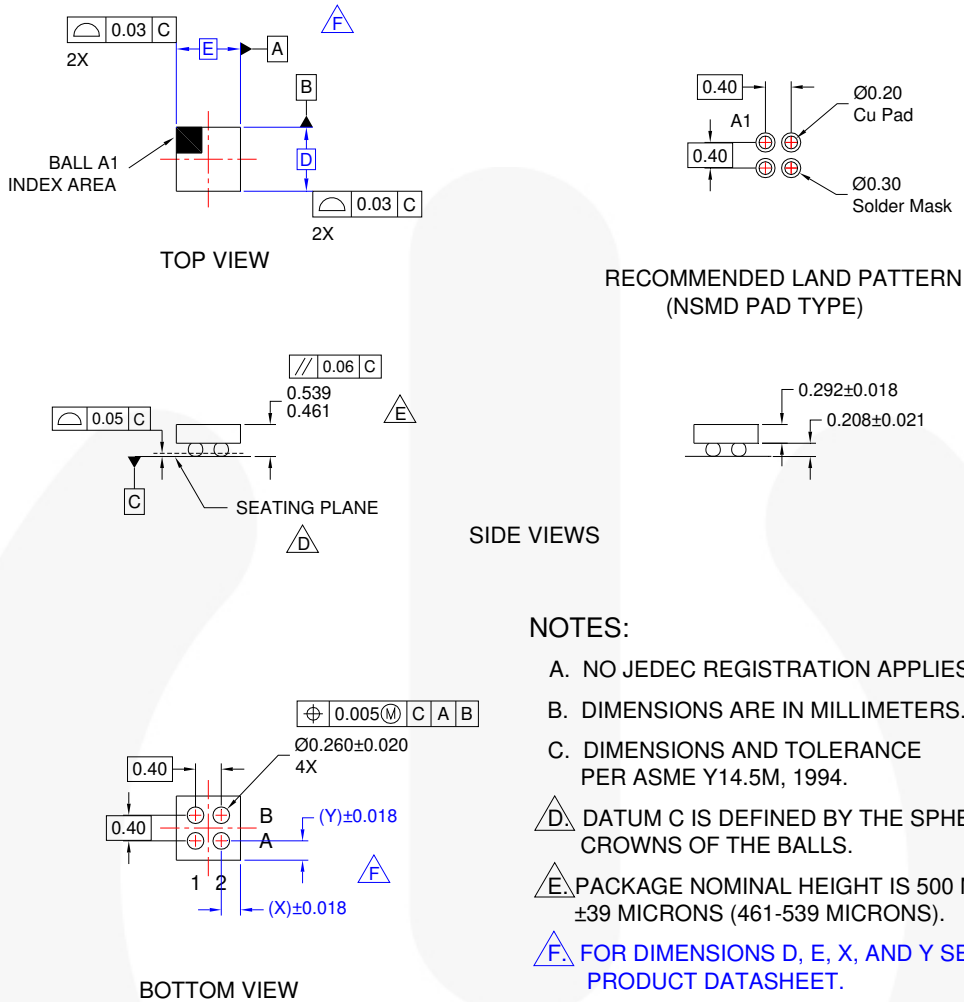 0.03 C
2X
F
E
A
B
D
BALL A1
INDEX AREA
0.03 C
2X
TOP VIEW
0.40
A1
0.40
Ø0.20
Cu Pad
Ø0.30
Solder Mask
RECOMMENDED LAND PATTERN
(NSMD PAD TYPE)
// 0.06 C
0.539
0.461
E
0.05 C
C
SEATING PLANE
D
0.292±0.018
0.208±0.021
SIDE VIEWS
⌖ 0.005Ⓜ C A B
Ø0.260±0.020
4X
0.40
0.40
B
A
1 2
(Y)±0.018
F
(X)±0.018
BOTTOM VIEW
NOTES:
A. NO JEDEC REGISTRATION APPLIES
B. DIMENSIONS ARE IN MILLIMETERS.
C. DIMENSIONS AND TOLERANCE
PER ASME Y14.5M, 1994.
D. DATUM C IS DEFINED BY THE
CROWNS OF THE BALLS.
E. PACKAGE NOMINAL HEIGHT IS 500
±39 MICRONS (461-539 MICRONS).
F. FOR DIMENSIONS D, E, X, AND Y
PRODUCT DATASHEET.